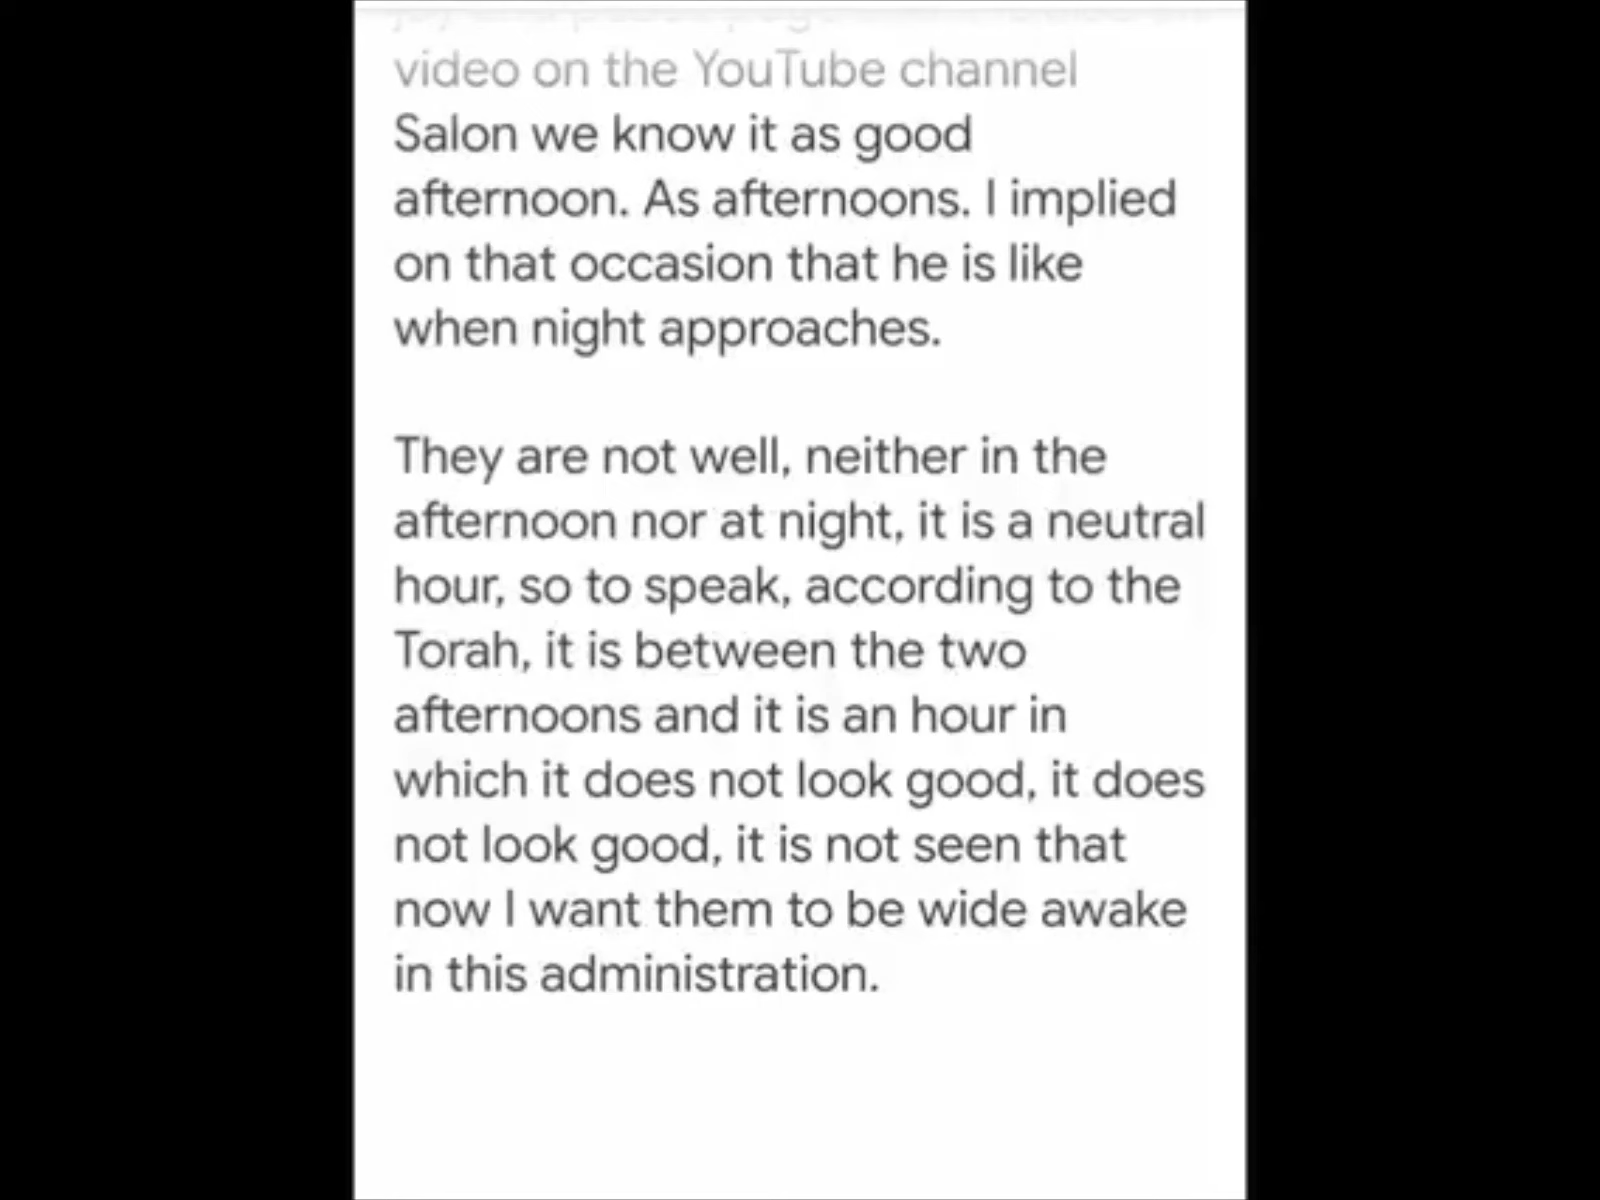 video on the YouTube channel
Salon we know it as good
afternoon. As afternoons. I implied
on that occasion that he is like
when night approaches.
They are not well, neither in the
afternoon nor at night, it is a neutral
hour, so to speak, according to the
Torah, it is between the two
afternoons and it is an hour in
which it does not look good, it does
not look good, it is not seen that
now I want them to be wide awake
in this administration.